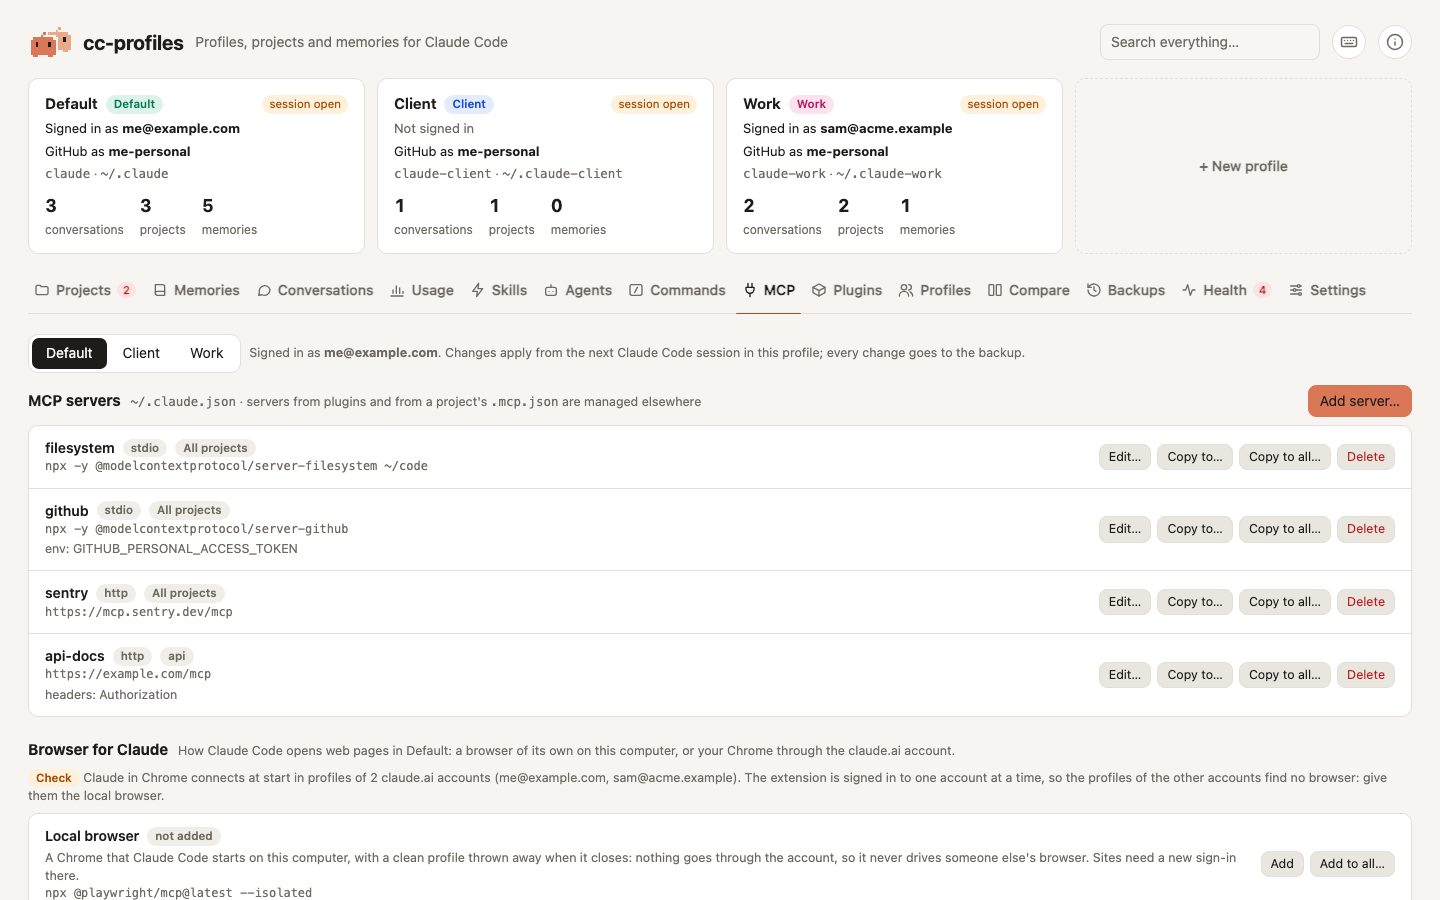 cc-profiles Profiles, projects and memories for Claude Code Search everything...
Default Default session open
Signed in as me@example.com
GitHub as me-personal
claude · ~/.claude
3 3 5
conversations projects memories
Client Client session open
Not signed in
GitHub as me-personal
claude-client · ~/.claude-client
1 1 0
conversations projects memories
Work Work session open
Signed in as sam@acme.example
GitHub as me-personal
claude-work · ~/.claude-work
2 2 1
conversations projects memories
+ New profile
Projects 2 Memories Conversations Usage Skills Agents Commands MCP Plugins Profiles Compare Backups Health 4 Settings
Default Client Work Signed in as me@example.com. Changes apply from the next Claude Code session in this profile; every change goes to the backup.
MCP servers ~/.claude.json · servers from plugins and from a project's .mcp.json are managed elsewhere Add server...
filesystem stdio All projects
npx -y @modelcontextprotocol/server-filesystem ~/code
Edit... Copy to... Copy to all... Delete
github stdio All projects
npx -y @modelcontextprotocol/server-github
env: GITHUB_PERSONAL_ACCESS_TOKEN
Edit... Copy to... Copy to all... Delete
sentry http All projects
https://mcp.sentry.dev/mcp
Edit... Copy to... Copy to all... Delete
api-docs http api
https://example.com/mcp
headers: Authorization
Edit... Copy to... Copy to all... Delete
Browser for Claude How Claude Code opens web pages in Default: a browser of its own on this computer, or your Chrome through the claude.ai account.
Check Claude in Chrome connects at start in profiles of 2 claude.ai accounts (me@example.com, sam@acme.example). The extension is signed in to one account at a time, so the profiles of the other accounts find no browser: give
them the local browser.
Local browser not added
A Chrome that Claude Code starts on this computer, with a clean profile thrown away when it closes: nothing goes through the account, so it never drives someone else's browser. Sites need a new sign-in
there.
npx @playwright/mcp@latest --isolated
Add Add to all...